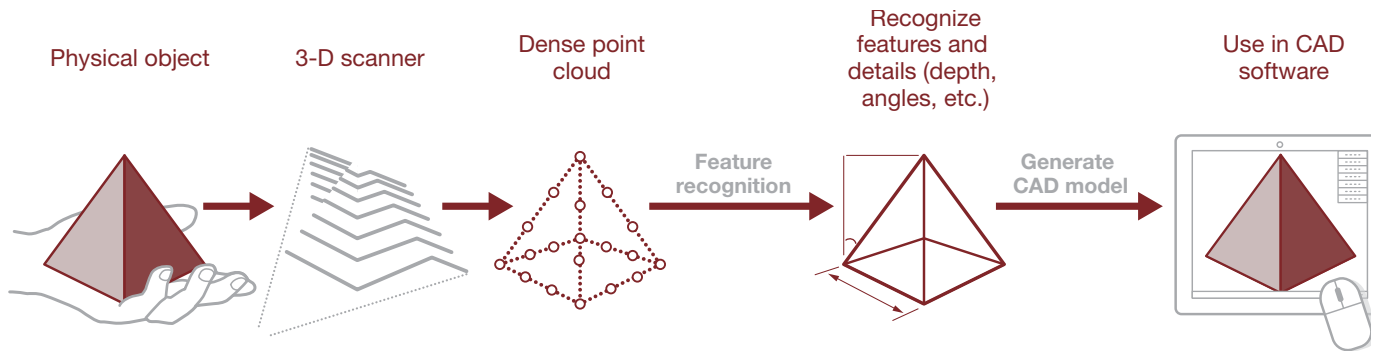 Physical object
3-D scanner
Dense point
cloud
Recognize
features and
details (depth,
angles, etc.)
Use in CAD
software
Feature
recognition
Generate
CAD model